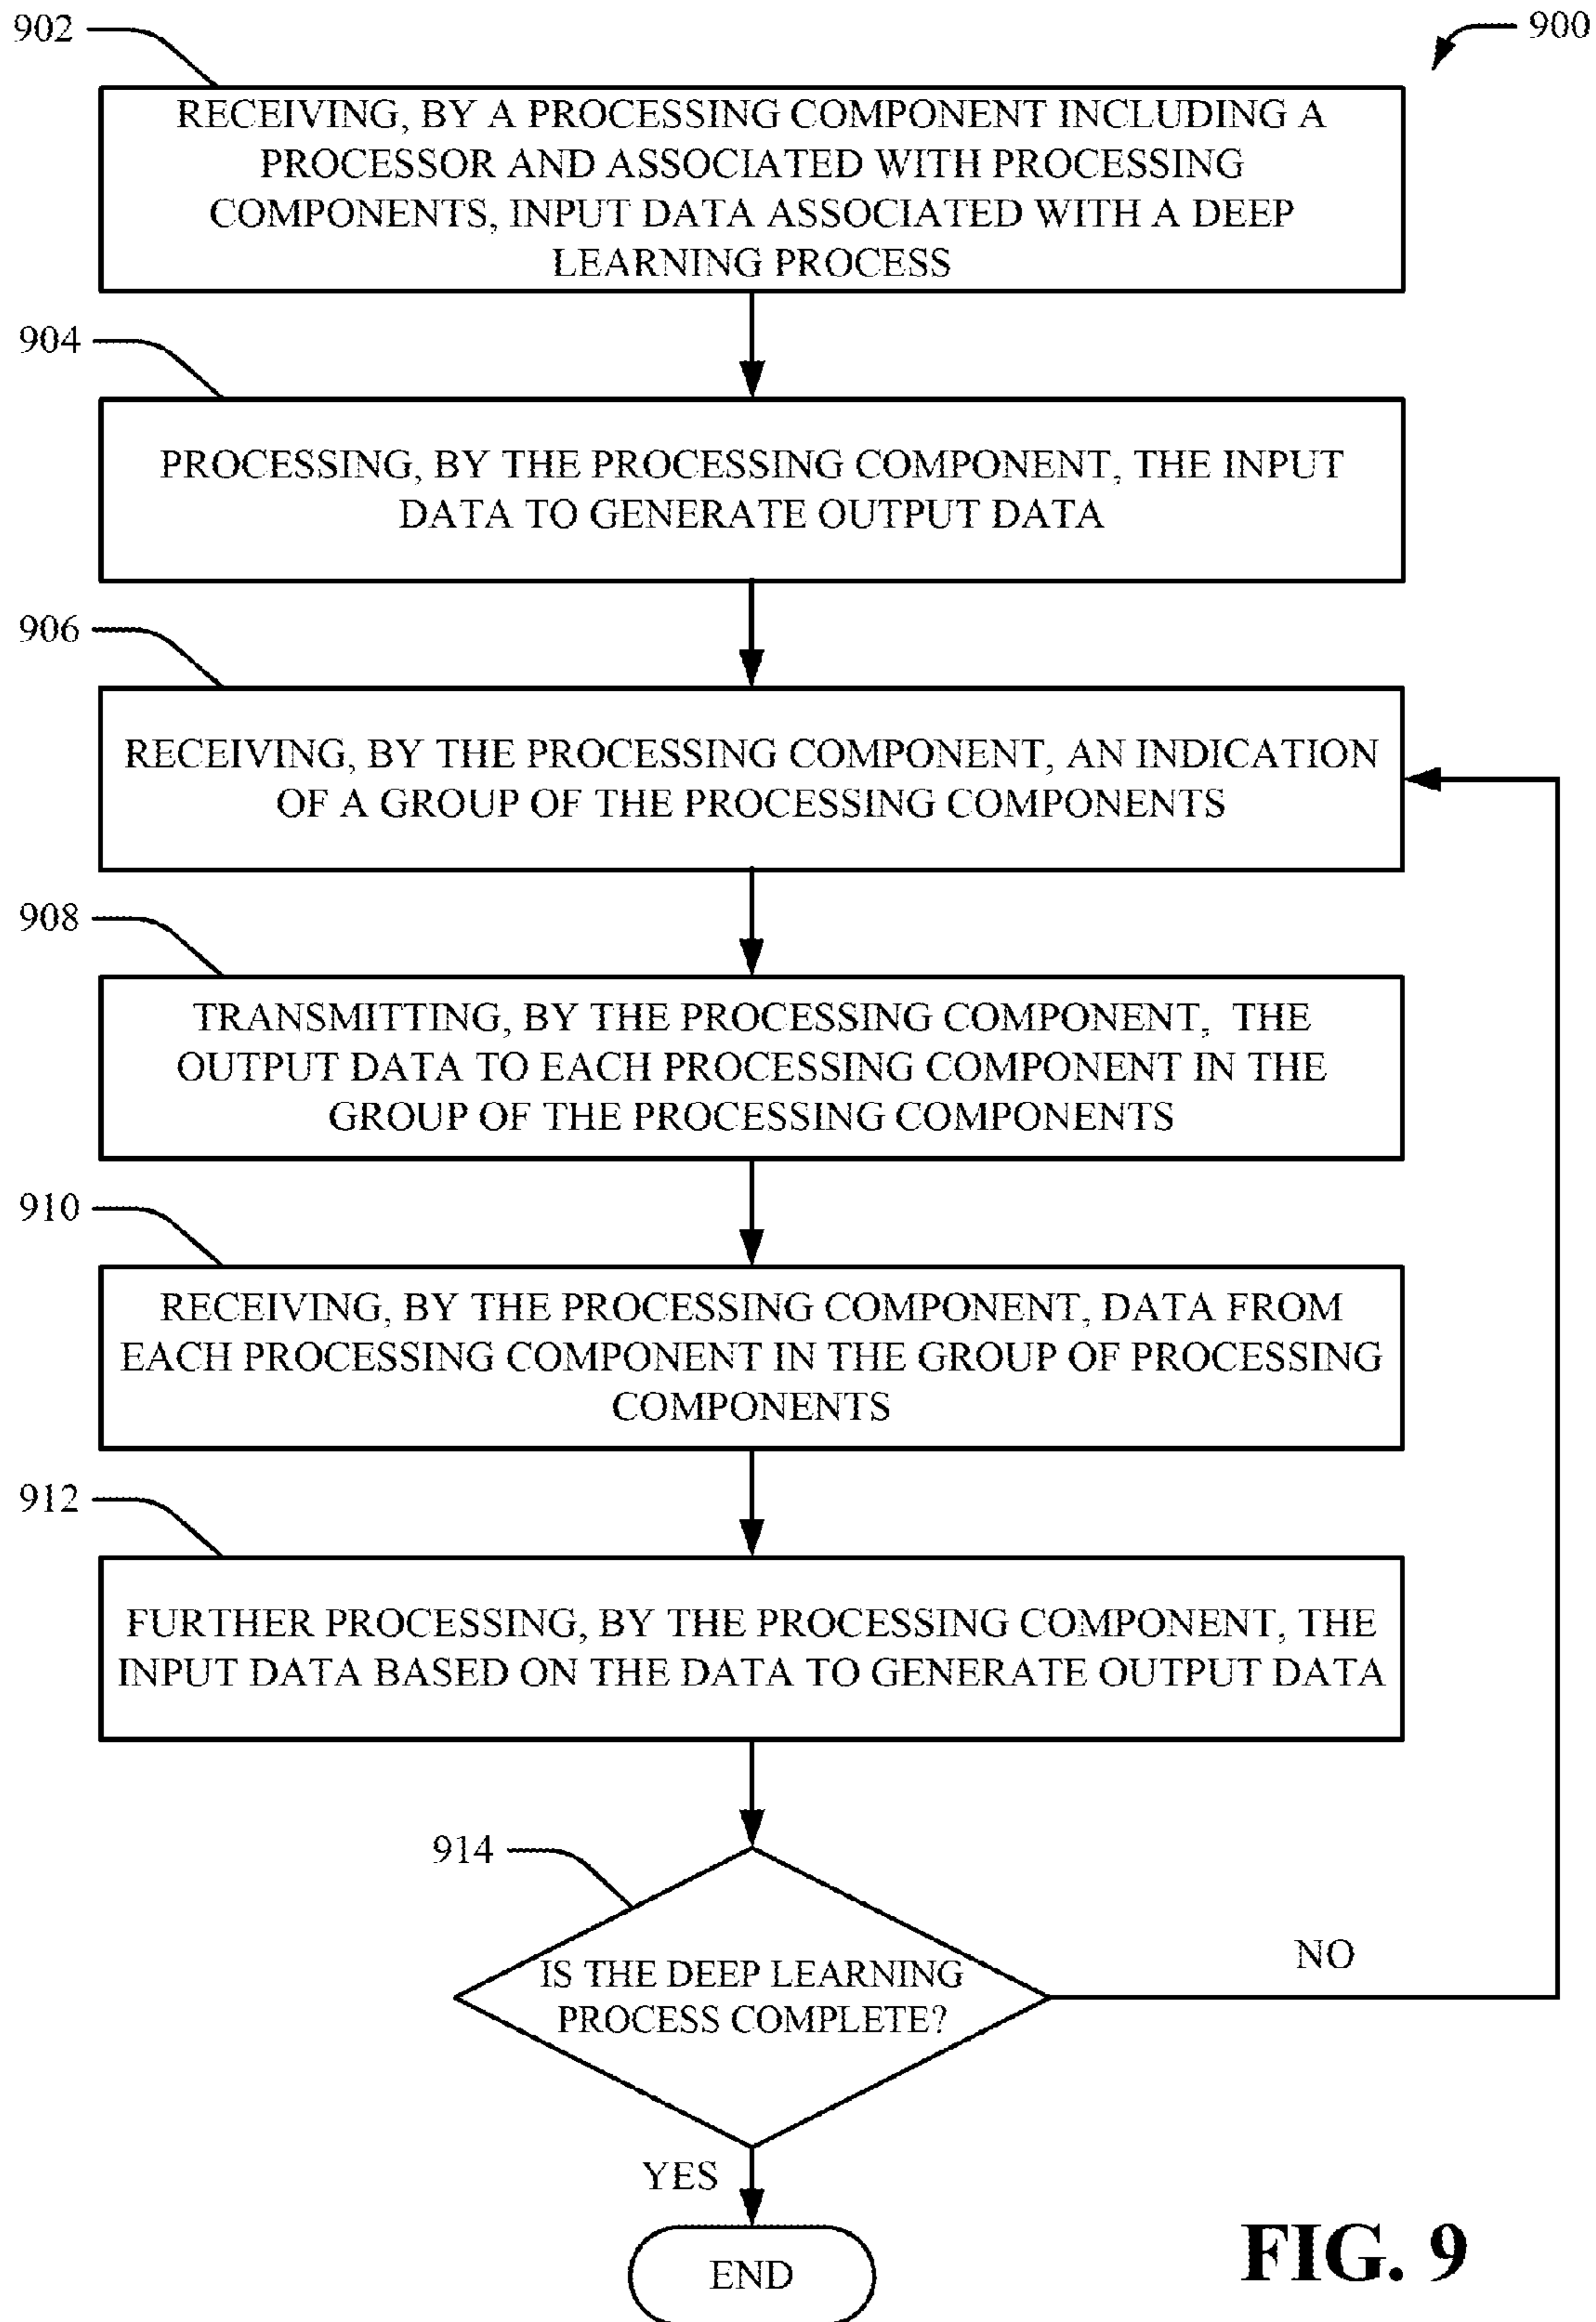 902
900
RECEIVING, BY A PROCESSING COMPONENT INCLUDING A
PROCESSOR AND ASSOCIATED WITH PROCESSING
COMPONENTS, INPUT DATA ASSOCIATED WITH A DEEP
LEARNING PROCESS
904
PROCESSING, BY THE PROCESSING COMPONENT, THE INPUT
DATA TO GENERATE OUTPUT DATA
906
RECEIVING, BY THE PROCESSING COMPONENT, AN INDICATION
OF A GROUP OF THE PROCESSING COMPONENTS
908
TRANSMITTING, BY THE PROCESSING COMPONENT, THE
OUTPUT DATA TO EACH PROCESSING COMPONENT IN THE
GROUP OF THE PROCESSING COMPONENTS
910
RECEIVING, BY THE PROCESSING COMPONENT, DATA FROM
EACH PROCESSING COMPONENT IN THE GROUP OF PROCESSING
COMPONENTS
912
FURTHER PROCESSING, BY THE PROCESSING COMPONENT, THE
INPUT DATA BASED ON THE DATA TO GENERATE OUTPUT DATA
914
IS THE DEEP LEARNING
PROCESS COMPLETE?
NO
YES
END
FIG. 9